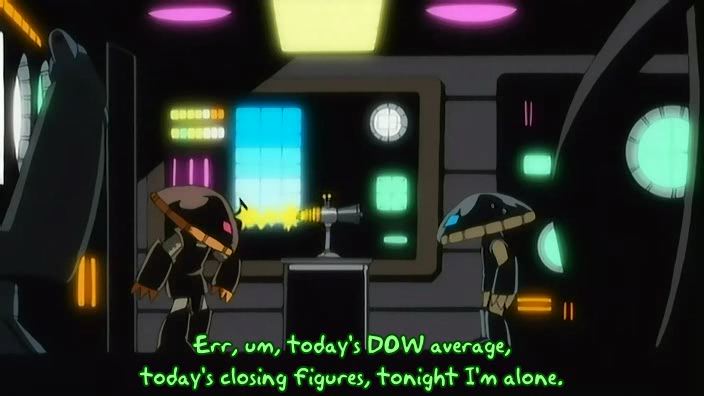 Err, um, today's DOW average,
today's closing figures, tonight I'm alone.